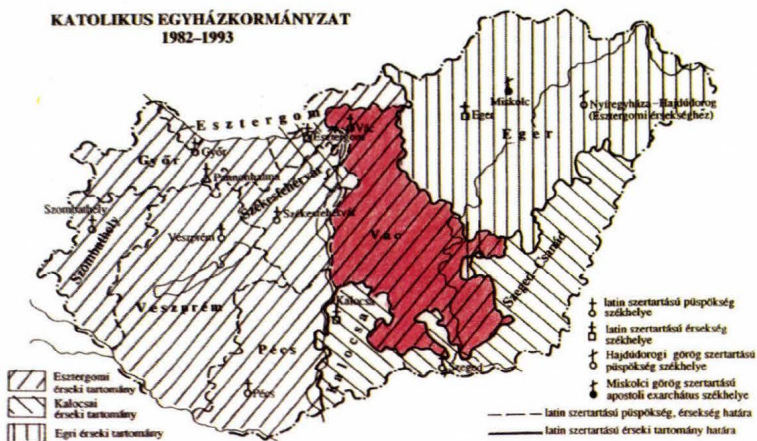 KATOLIKUS EGYHÁZKORMÁNYZAT
1982–1993
Esztergom
Esztergom
Vác
Miskolc
Eger
Eger
Nyíregyháza–Hajdúdorog
(Esztergomi érsekséghez)
Győr
Győr
Pannonhalma
Székesfehérvár
Székesfehérvár
Szombathely
Szombathely
Veszprém
Veszprém
Vác
Szeged-Csanád
Kalocsa
Kalocsa
Pécs
Pécs
Szeged
latin szertartású püspökség
székhelye
latin szertartású érsekség
székhelye
Hajdúdorogi görög szertartású
püspökség székhelye
Miskolci görög szertartású
apostoli exarchátus székhelye
latin szertartású püspökség, érsekség határa
latin szertartású érseki tartomány határa
Esztergomi
érseki tartomány
Kalocsai
érseki tartomány
Egri érseki tartomány